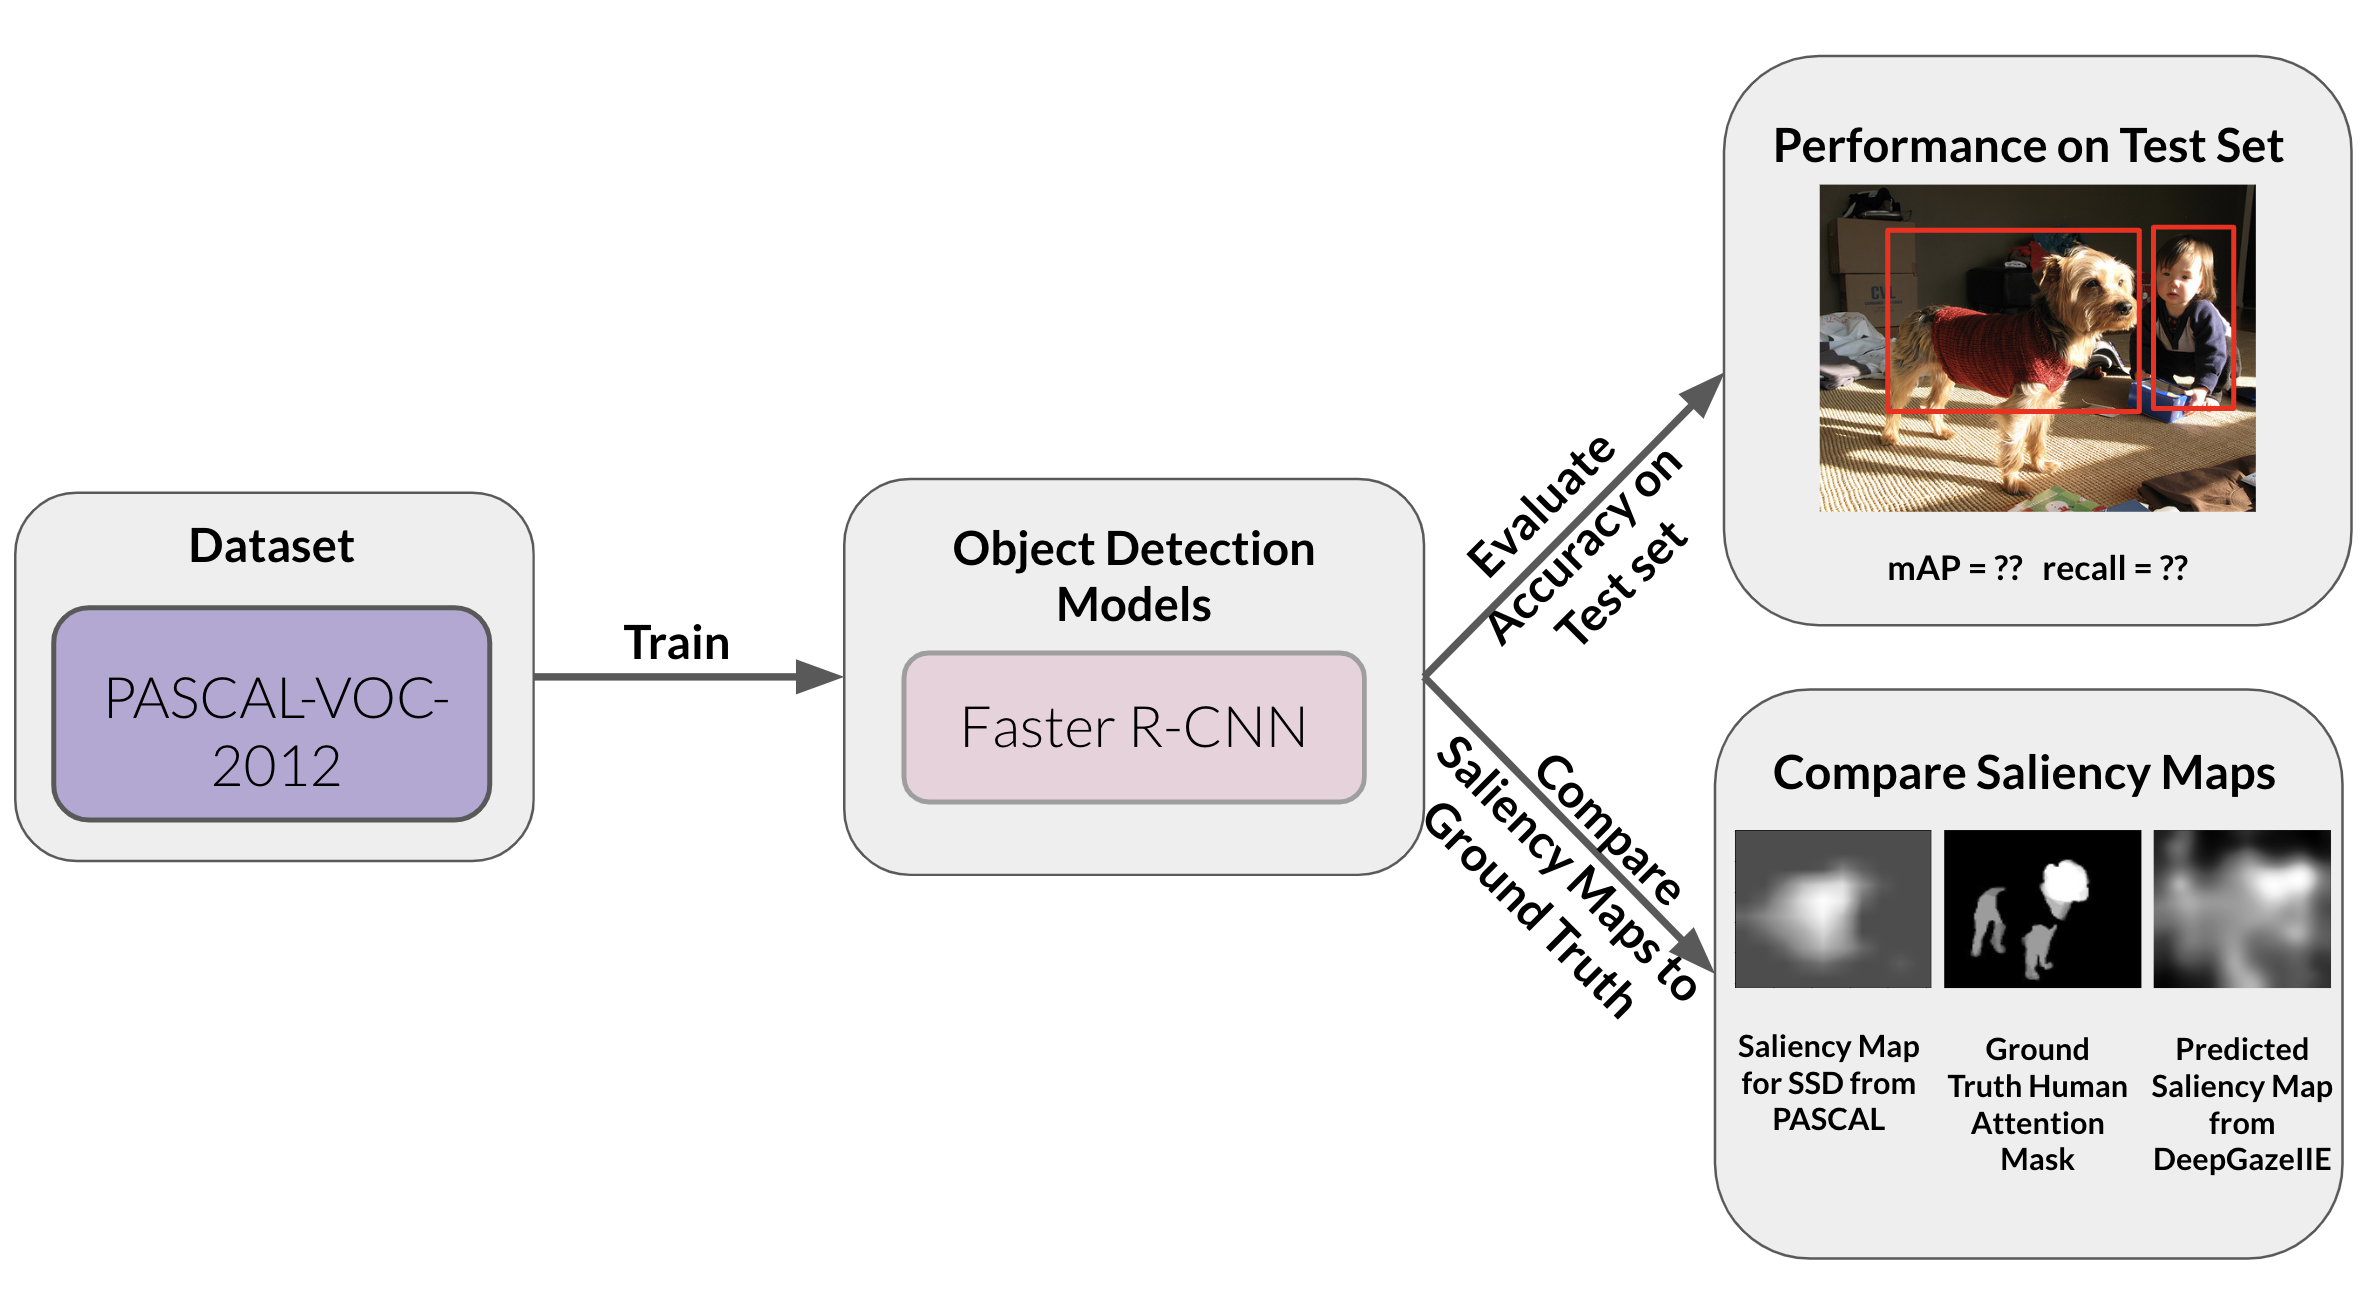 Dataset
PASCAL-VOC-
2012
Train
Object Detection
Models
Faster R-CNN
Evaluate
Accuracy on
Test set
Compare
Saliency Maps to
Ground Truth
Performance on Test Set
CVL
mAP = ?? recall = ??
Compare Saliency Maps
Saliency Map
for SSD from
PASCAL
Ground
Truth Human
Attention
Mask
Predicted
Saliency Map
from
DeepGazeIIE